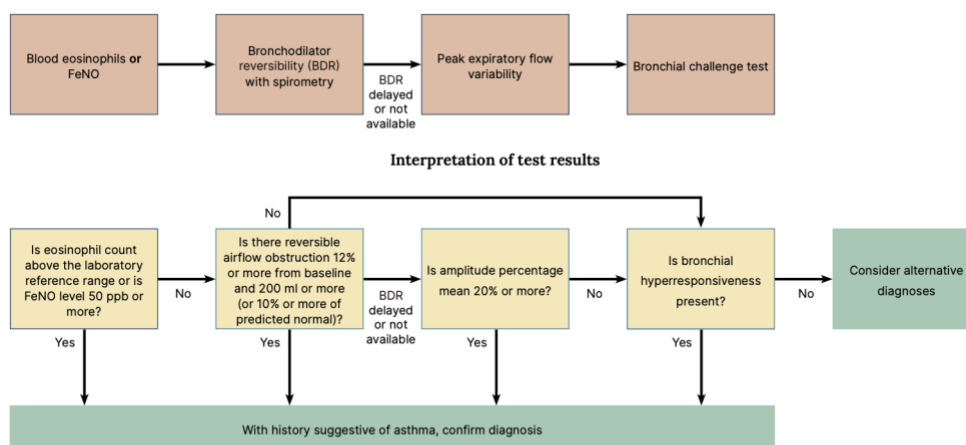 Blood eosinophils or
FeNO
Bronchodilator
reversibility (BDR)
with spirometry
BDR
delayed
or not
available
Peak expiratory flow
variability
Bronchial challenge test
Interpretation of test results
No
Is eosinophil count
above the laboratory
reference range or is
FeNO level 50 ppb or
more?
No
Is there reversible
airflow obstruction 12%
or more from baseline
and 200 ml or more
(or 10% or more of
predicted normal)?
BDR
delayed
or not
available
Is amplitude percentage
mean 20% or more?
No
Is bronchial
hyperresponsiveness
present?
No
Consider alternative
diagnoses
Yes
Yes
Yes
Yes
With history suggestive of asthma, confirm diagnosis